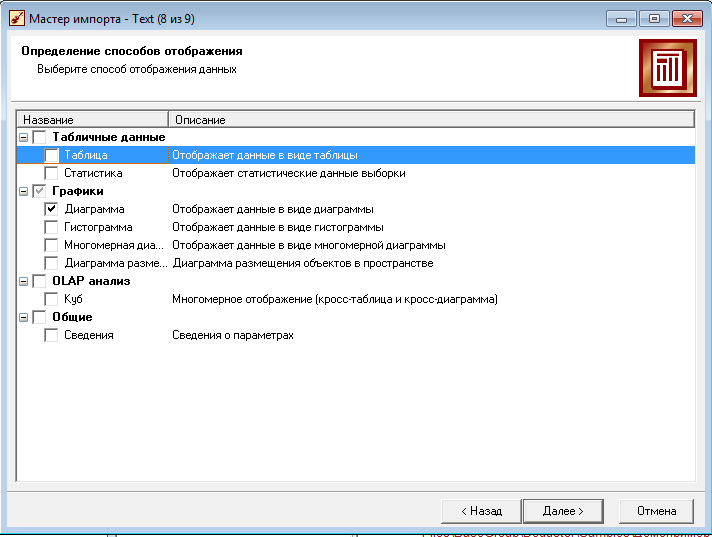 Мастер импорта - Text (8 из 9)
Определение способов отображения
Выберите способ отображения данных
Название Описание
Табличные данные
Таблица Отображает данные в виде таблицы
Статистика Отображает статистические данные выборки
Графики
Диаграмма Отображает данные в виде диаграммы
Гистограмма Отображает данные в виде гистограммы
Многомерная диа... Отображает данные в виде многомерной диаграммы
Диаграмма разме... Диаграмма размещения объектов в пространстве
OLAP анализ
Куб Многомерное отображение (кросс-таблица и кросс-диаграмма)
Общие
Сведения Сведения о параметрах
< Назад Далее > Отмена